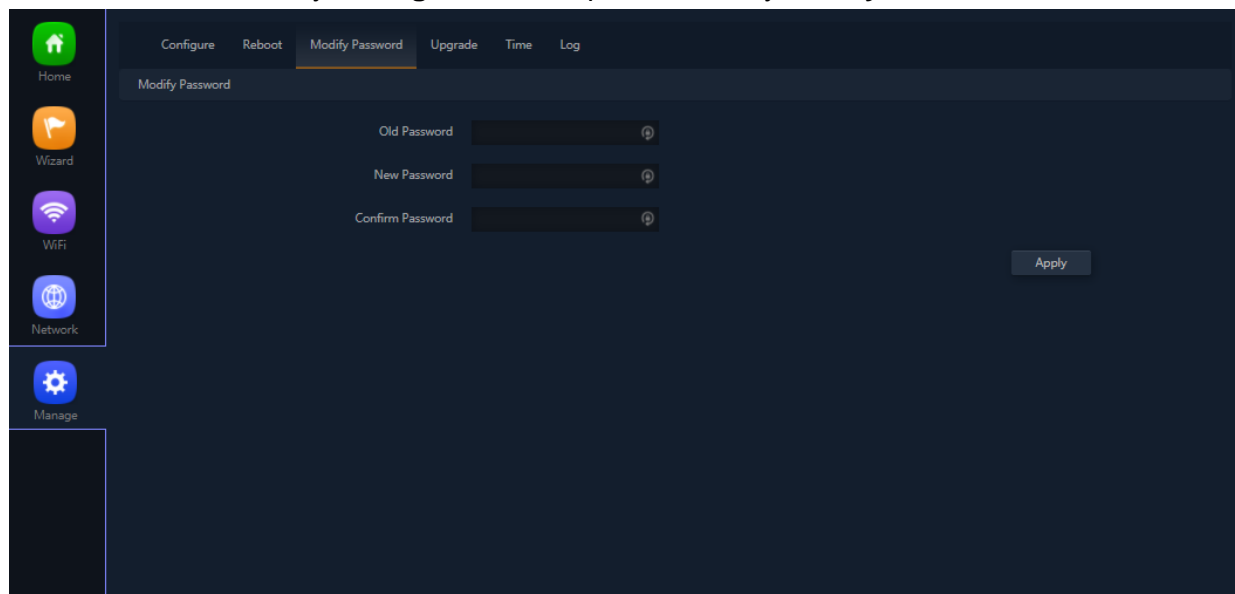 Configure Reboot Modify Password Upgrade Time Log
Home
Modify Password
Old Password
Wizard
New Password
Confirm Password
WiFi
Apply
Network
Manage